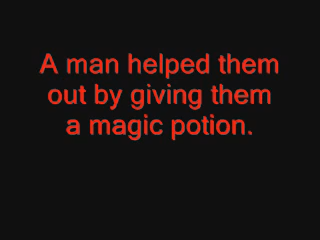 A man helped them
out by giving them
a magic potion.